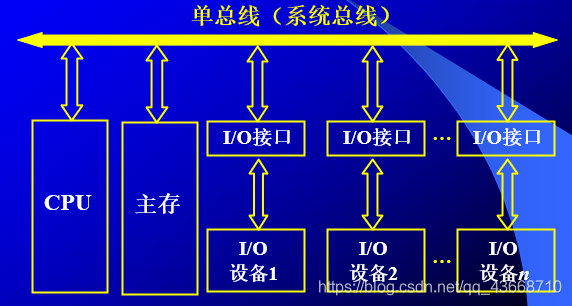 单总线（系统总线）
I/O接口
I/O接口
···
I/O接口
CPU
主存
I/O
设备1
I/O
设备2
···
I/O
设备n
https://blog.csdn.net/qq_43668710